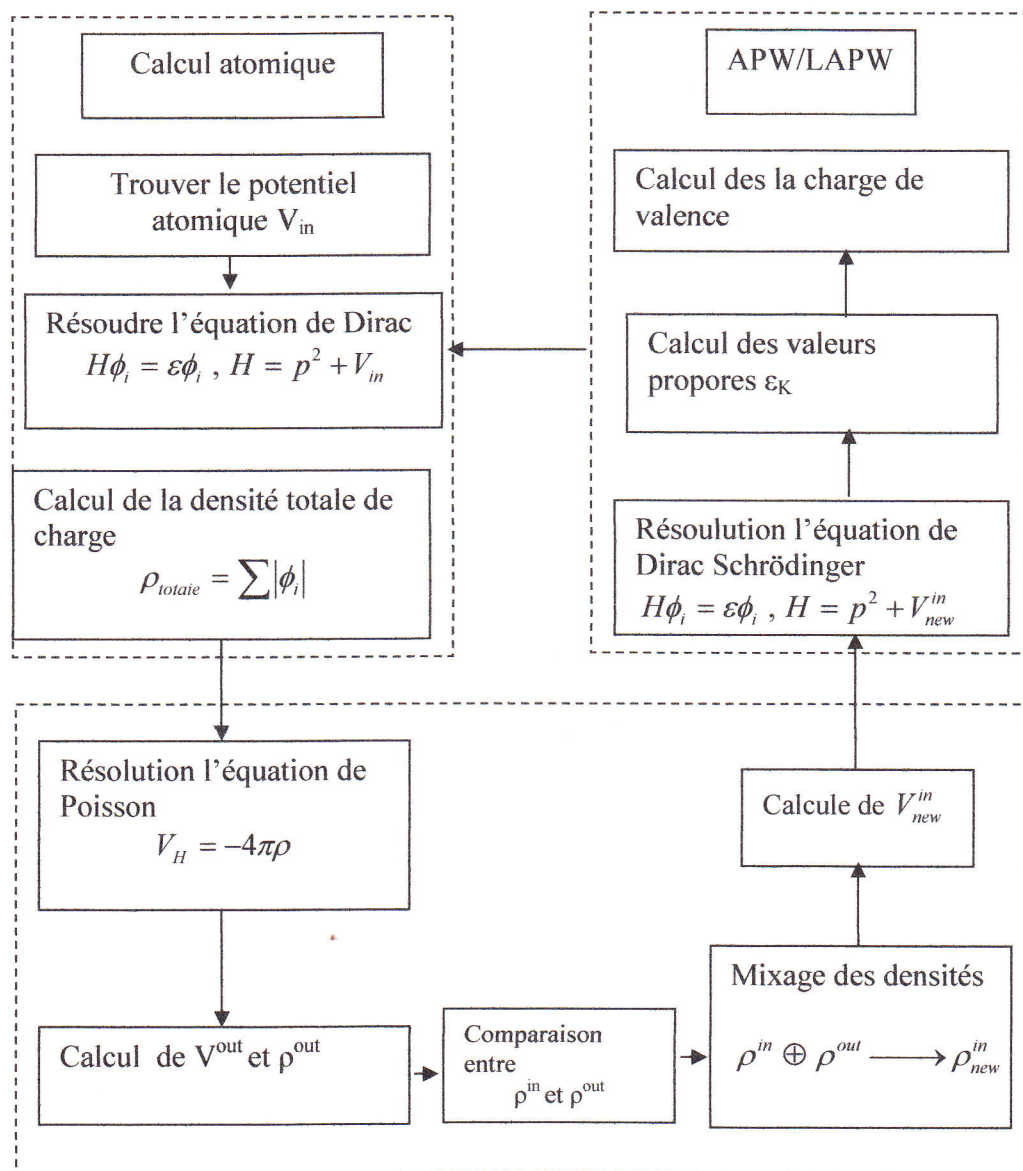 Calcul atomique
Trouver le potentiel
atomique V_in
Résoudre l’équation de Dirac
Hϕ_i = εϕ_i , H = p² + V_in
Calcul de la densité totale de
charge
ρ_totaie = ∑|ϕ_i|
APW/LAPW
Calcul des la charge de
valence
Calcul des valeurs
propores ε_K
Résoulution l’équation de
Dirac Schrödinger
Hϕ_i = εϕ_i , H = p² + V_new^in
Résolution l’équation de
Poisson
V_H = −4πρ
Calcul de V^out et ρ^out
Comparaison
entre
ρ^in et ρ^out
Mixage des densités
ρ^in ⊕ ρ^out ⟶ ρ_new^in
Calcule de V_new^in